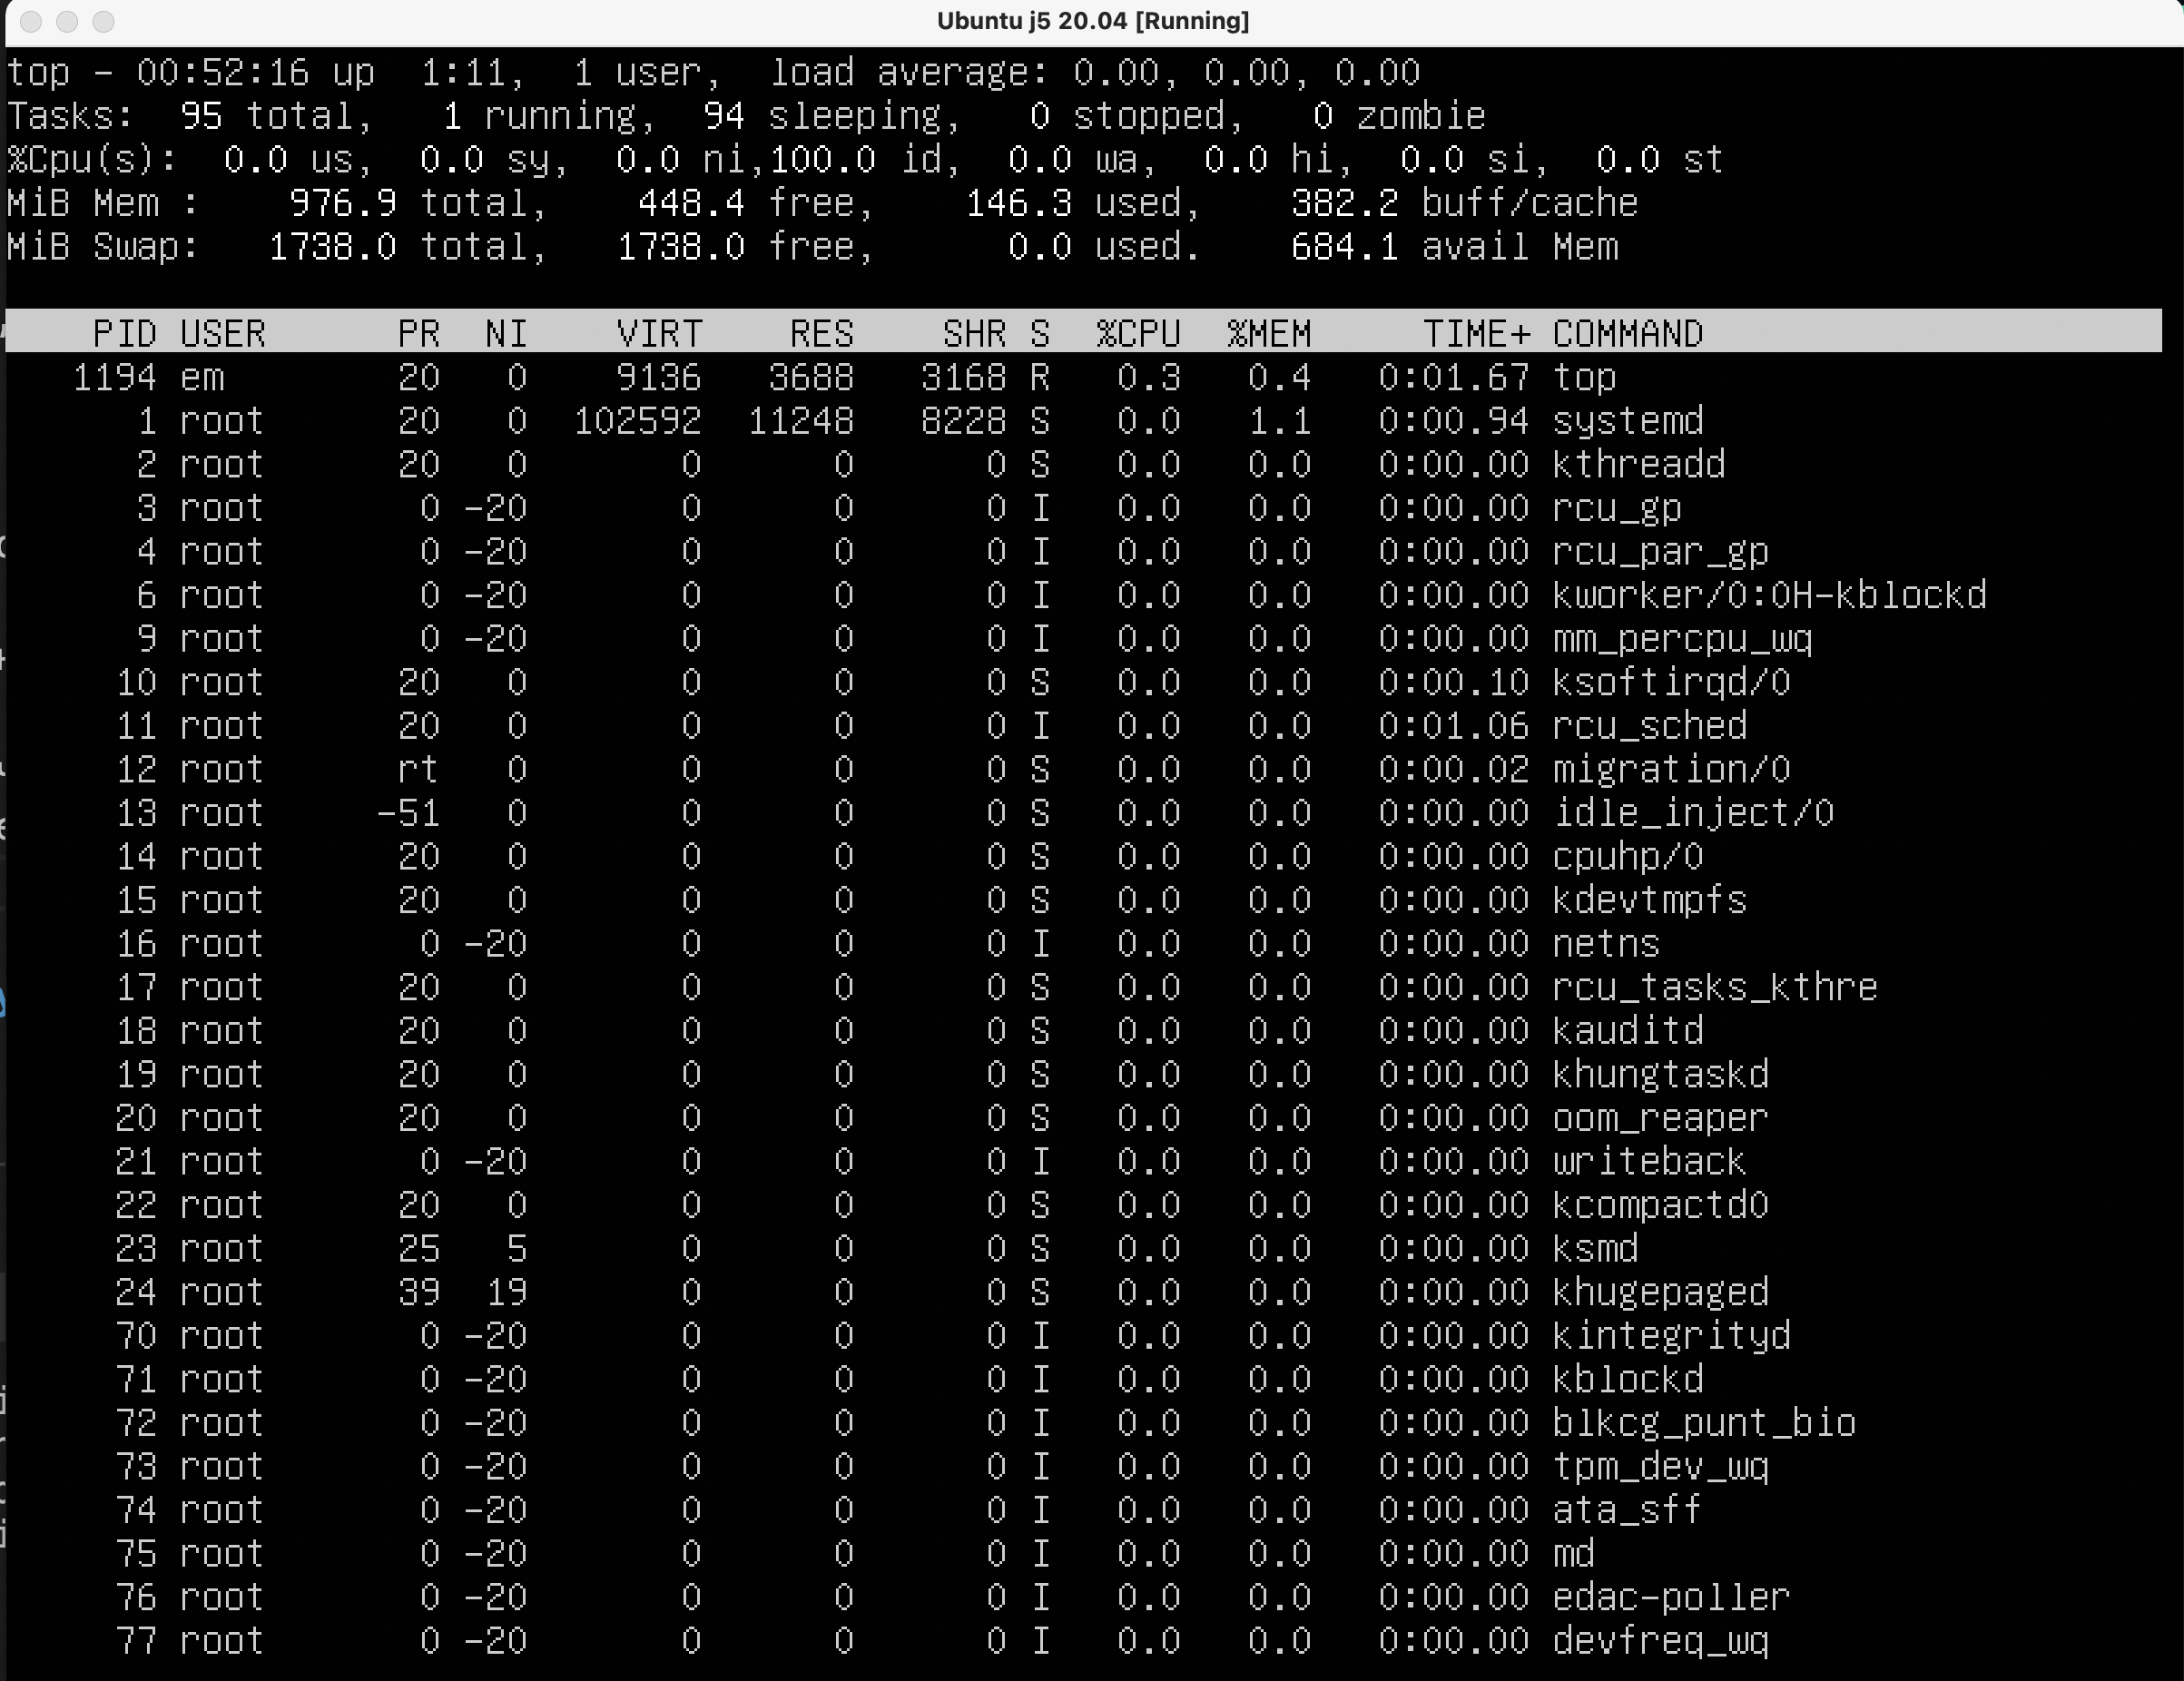 Ubuntu j5 20.04 [Running]
top - 00:52:16 up  1:11,  1 user,  load average: 0.00, 0.00, 0.00
Tasks:  95 total,   1 running,  94 sleeping,   0 stopped,   0 zombie
%Cpu(s):  0.0 us,  0.0 sy,  0.0 ni,100.0 id,  0.0 wa,  0.0 hi,  0.0 si,  0.0 st
MiB Mem :    976.9 total,    448.4 free,    146.3 used,    382.2 buff/cache
MiB Swap:   1738.0 total,   1738.0 free,      0.0 used.    684.1 avail Mem
PID USER      PR  NI    VIRT    RES    SHR S  %CPU  %MEM     TIME+ COMMAND
1194 em        20   0    9136   3688   3168 R   0.3   0.4   0:01.67 top
1 root      20   0  102592  11248   8228 S   0.0   1.1   0:00.94 systemd
2 root      20   0       0      0      0 S   0.0   0.0   0:00.00 kthreadd
3 root       0 -20       0      0      0 I   0.0   0.0   0:00.00 rcu_gp
4 root       0 -20       0      0      0 I   0.0   0.0   0:00.00 rcu_par_gp
6 root       0 -20       0      0      0 I   0.0   0.0   0:00.00 kworker/0:0H-kblockd
9 root       0 -20       0      0      0 I   0.0   0.0   0:00.00 mm_percpu_wq
10 root      20   0       0      0      0 S   0.0   0.0   0:00.10 ksoftirqd/0
11 root      20   0       0      0      0 I   0.0   0.0   0:01.06 rcu_sched
12 root      rt   0       0      0      0 S   0.0   0.0   0:00.02 migration/0
13 root     -51   0       0      0      0 S   0.0   0.0   0:00.00 idle_inject/0
14 root      20   0       0      0      0 S   0.0   0.0   0:00.00 cpuhp/0
15 root      20   0       0      0      0 S   0.0   0.0   0:00.00 kdevtmpfs
16 root       0 -20       0      0      0 I   0.0   0.0   0:00.00 netns
17 root      20   0       0      0      0 S   0.0   0.0   0:00.00 rcu_tasks_kthre
18 root      20   0       0      0      0 S   0.0   0.0   0:00.00 kauditd
19 root      20   0       0      0      0 S   0.0   0.0   0:00.00 khungtaskd
20 root      20   0       0      0      0 S   0.0   0.0   0:00.00 oom_reaper
21 root       0 -20       0      0      0 I   0.0   0.0   0:00.00 writeback
22 root      20   0       0      0      0 S   0.0   0.0   0:00.00 kcompactd0
23 root      25   5       0      0      0 S   0.0   0.0   0:00.00 ksmd
24 root      39  19       0      0      0 S   0.0   0.0   0:00.00 khugepaged
70 root       0 -20       0      0      0 I   0.0   0.0   0:00.00 kintegrityd
71 root       0 -20       0      0      0 I   0.0   0.0   0:00.00 kblockd
72 root       0 -20       0      0      0 I   0.0   0.0   0:00.00 blkcg_punt_bio
73 root       0 -20       0      0      0 I   0.0   0.0   0:00.00 tpm_dev_wq
74 root       0 -20       0      0      0 I   0.0   0.0   0:00.00 ata_sff
75 root       0 -20       0      0      0 I   0.0   0.0   0:00.00 md
76 root       0 -20       0      0      0 I   0.0   0.0   0:00.00 edac-poller
77 root       0 -20       0      0      0 I   0.0   0.0   0:00.00 devfreq_wq